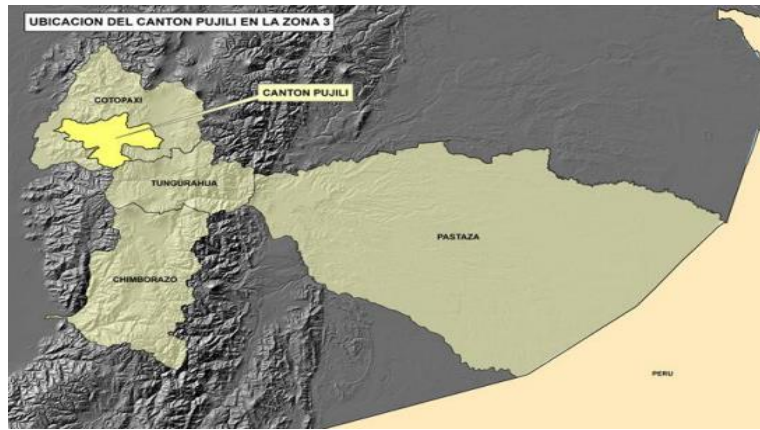 UBICACION DEL CANTON PUJILI EN LA ZONA 3
COTOPAXI
CANTON PUJILI
TUNGURAHUA
PASTAZA
CHIMBORAZO
PERU